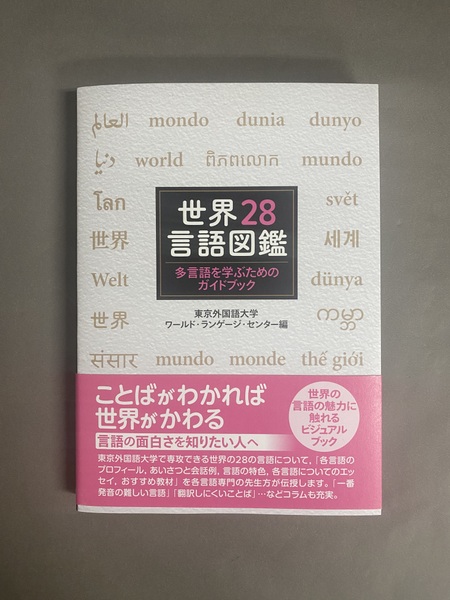 العالم mondo dunia dunyo
دنیا world ពិភពលោក mundo
โลก svět
世界 세계
Welt dünya
世界 ကမ္ဘာ
संसार mundo monde thế giới
世界28
言語図鑑
多言語を学ぶための
ガイドブック
東京外国語大学
ワールド・ランゲージ・センター編
ことばがわかれば
世界がかわる
言語の面白さを知りたい人へ
世界の
言語の魅力に
触れる
ビジュアル
ブック
東京外国語大学で専攻できる世界の28の言語について,「各言語の
プロフィール, あいさつと会話例, 言語の特色, 各言語についてのエッ
セイ, おすすめ教材」を各言語専門の先生方が伝授します。「一番
発音の難しい言語」「翻訳しにくいことば」…などコラムも充実。